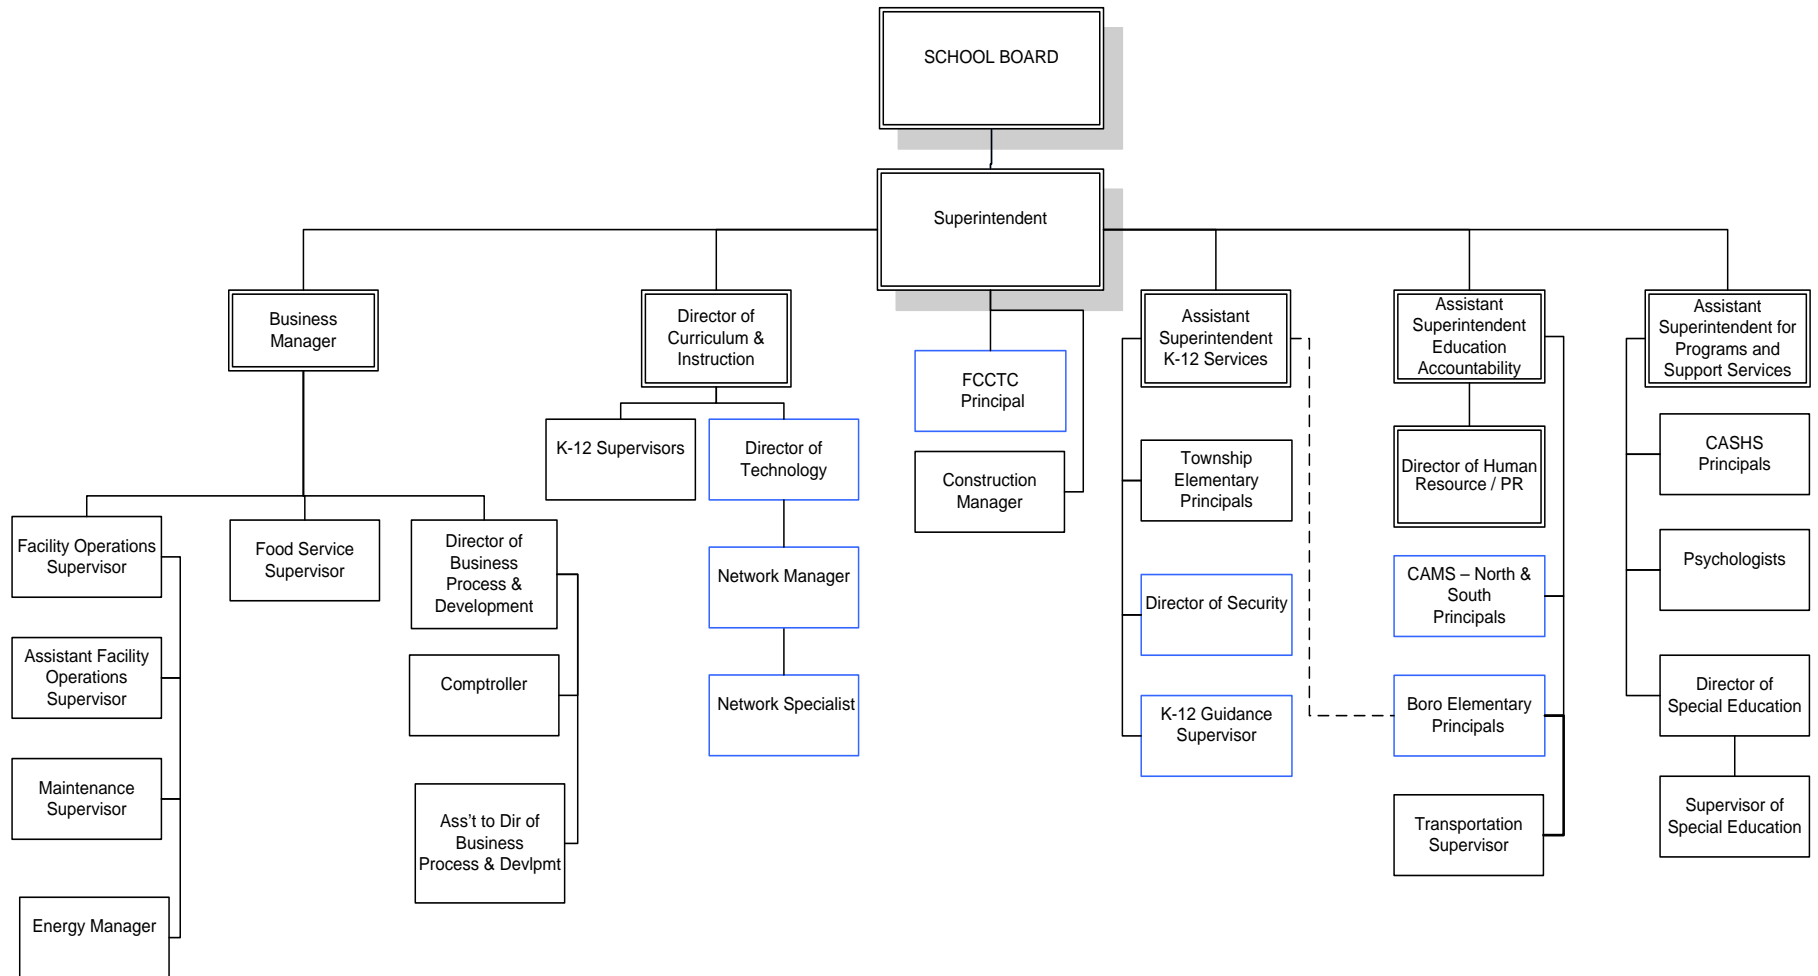 SCHOOL BOARD
Superintendent
Business
Manager
Director of
Curriculum &
Instruction
Assistant
Superintendent
K-12 Services
Assistant
Superintendent
Education
Accountability
Assistant
Superintendent for
Programs and
Support Services
FCCTC
Principal
Construction
Manager
K-12 Supervisors
Director of
Technology
Network Manager
Network Specialist
Facility Operations
Supervisor
Assistant Facility
Operations
Supervisor
Maintenance
Supervisor
Energy Manager
Food Service
Supervisor
Director of
Business
Process &
Development
Comptroller
Ass't to Dir of
Business
Process & Devlpmt
Township
Elementary
Principals
Director of Security
K-12 Guidance
Supervisor
Director of Human
Resource / PR
CAMS – North &
South
Principals
Boro Elementary
Principals
Transportation
Supervisor
CASHS
Principals
Psychologists
Director of
Special Education
Supervisor of
Special Education